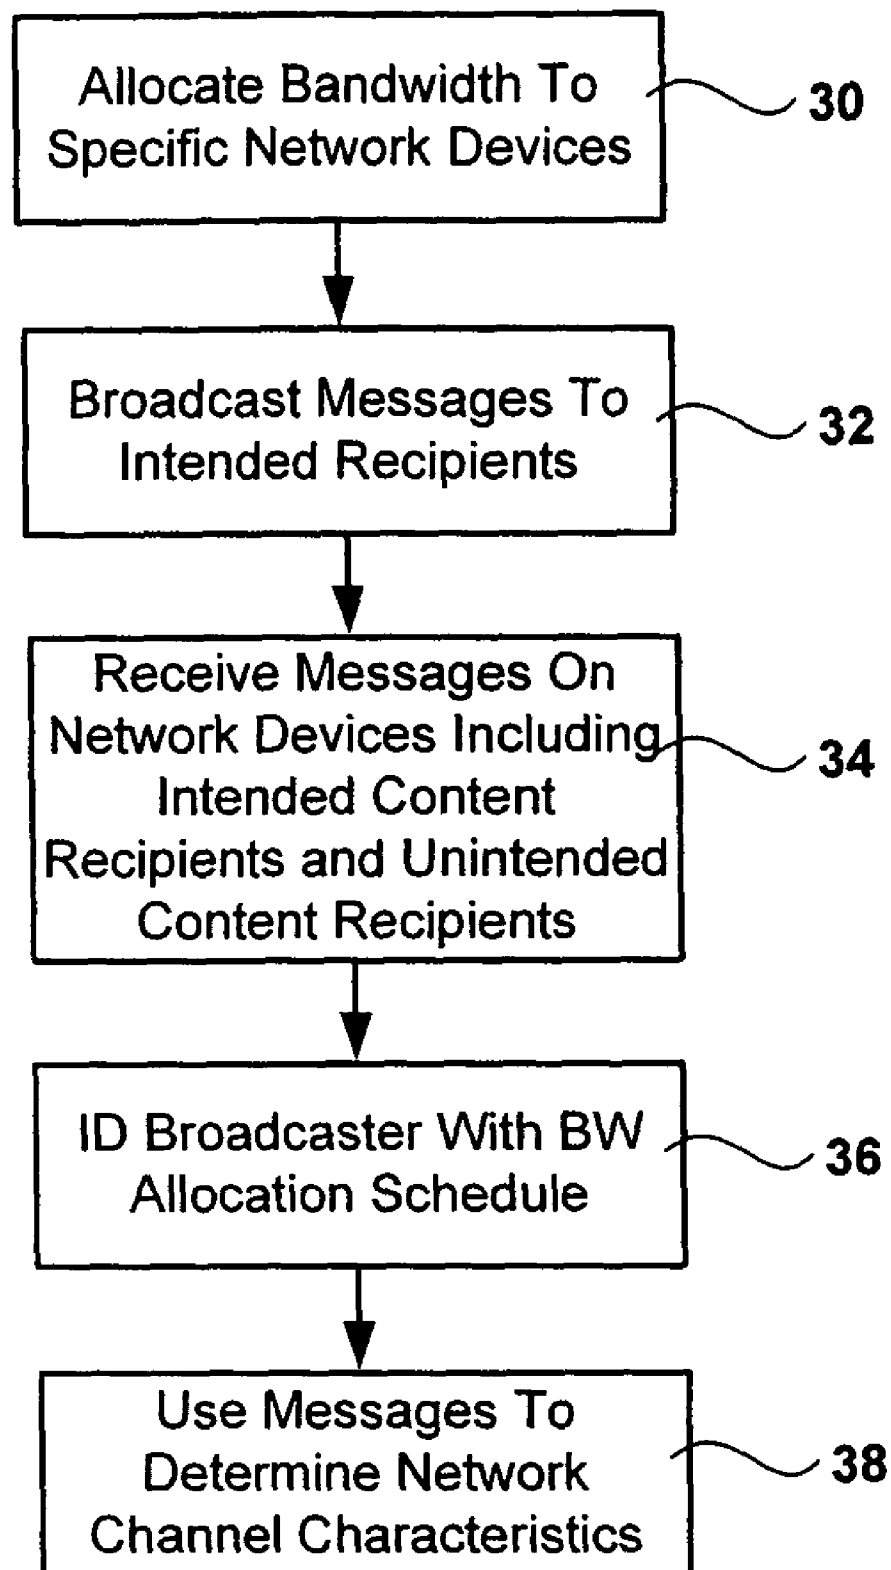 Allocate Bandwidth To
Specific Network Devices
30
Broadcast Messages To
Intended Recipients
32
Receive Messages On
Network Devices Including
Intended Content
Recipients and Unintended
Content Recipients
34
ID Broadcaster With BW
Allocation Schedule
36
Use Messages To
Determine Network
Channel Characteristics
38